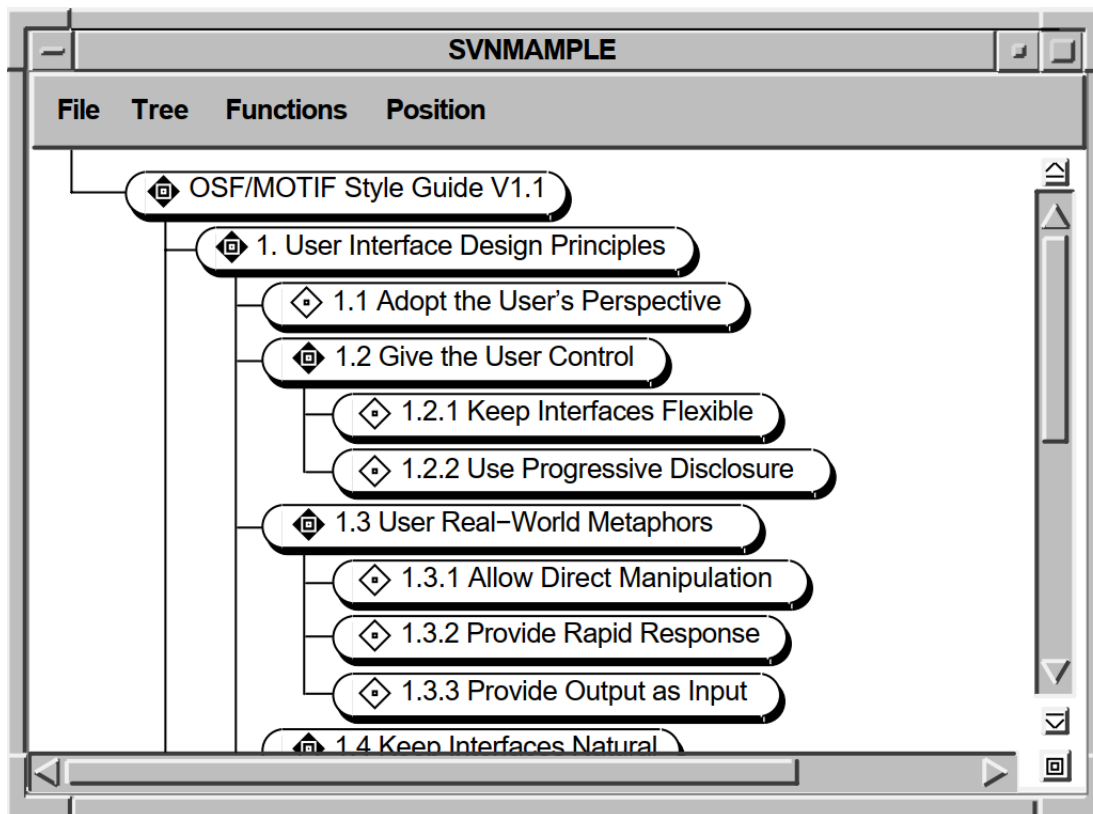 SVNMAMPLE
File Tree Functions Position
OSF/MOTIF Style Guide V1.1
1. User Interface Design Principles
1.1 Adopt the User's Perspective
1.2 Give the User Control
1.2.1 Keep Interfaces Flexible
1.2.2 Use Progressive Disclosure
1.3 User Real−World Metaphors
1.3.1 Allow Direct Manipulation
1.3.2 Provide Rapid Response
1.3.3 Provide Output as Input
1.4 Keep Interfaces Natural